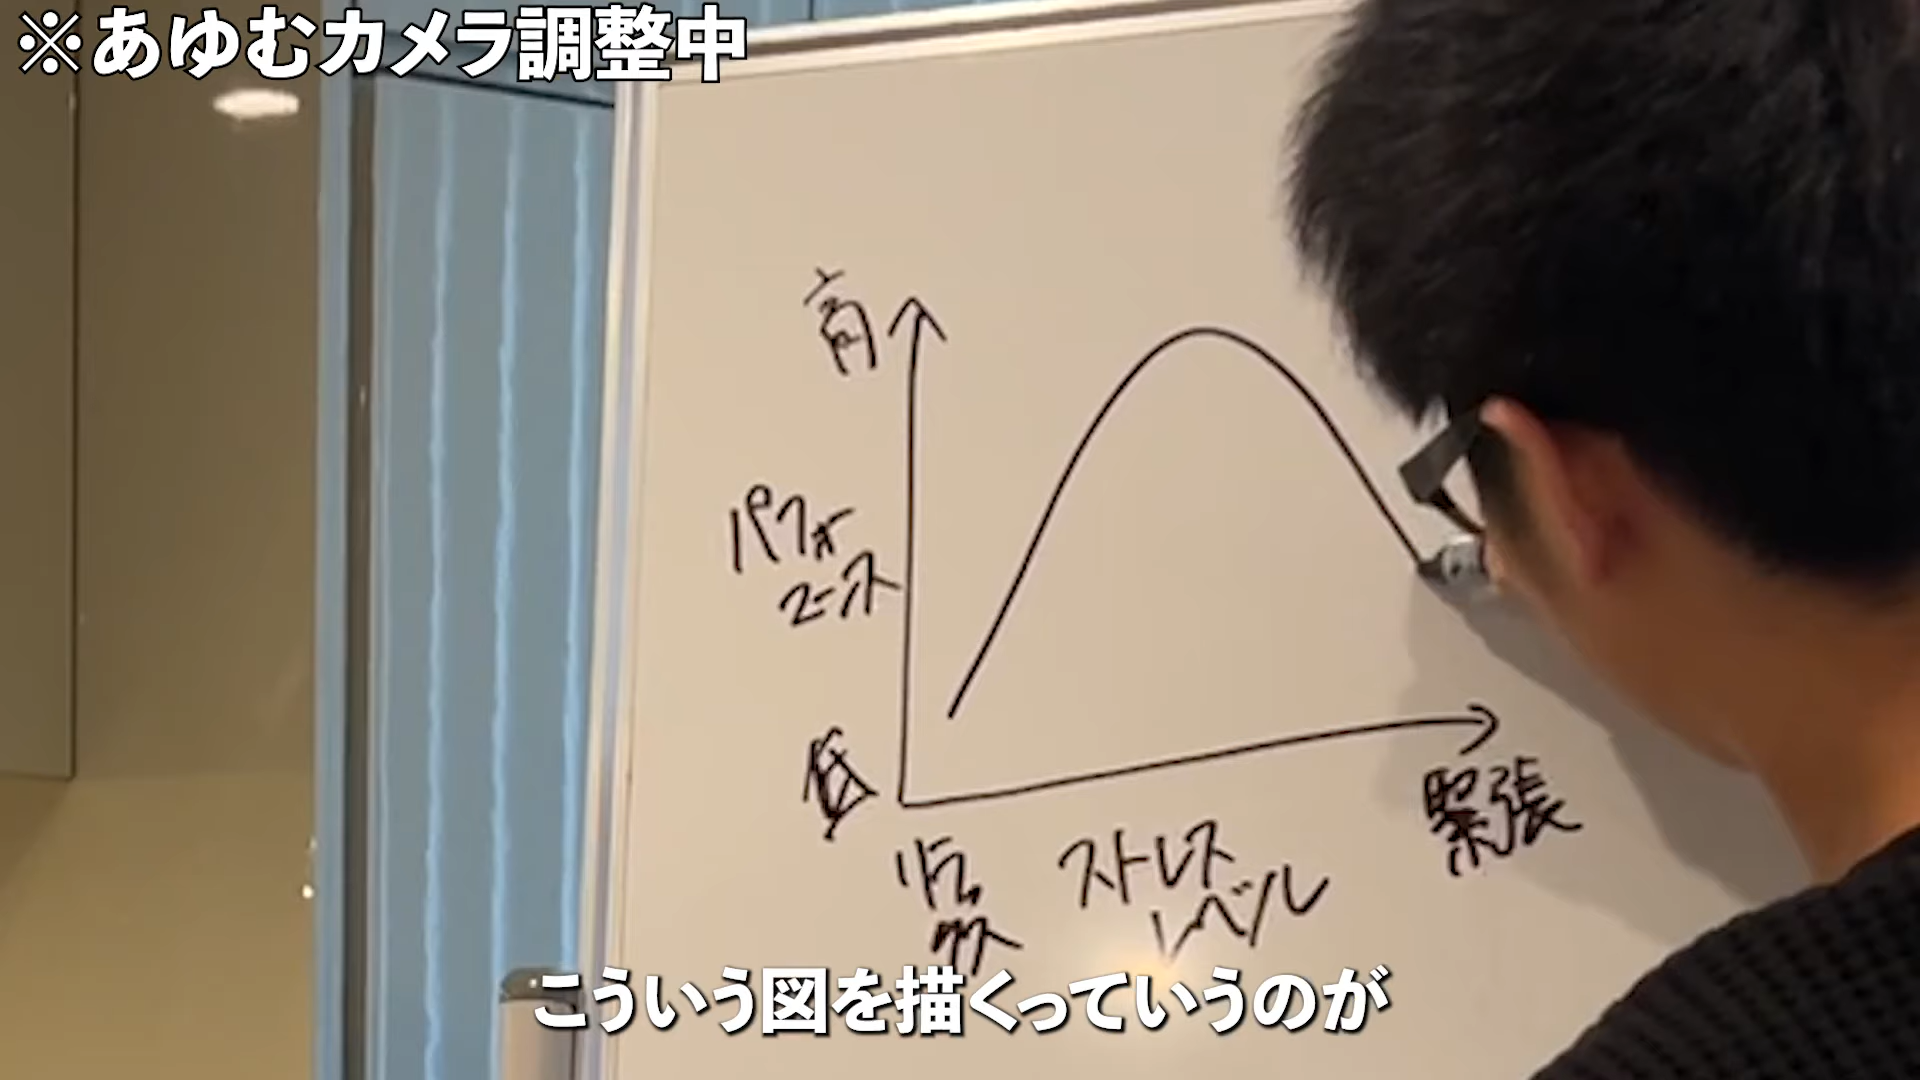 ※あゆむカメラ調整中
高
パフォー
マンス
低
リラッ
クス
ストレス
レベル
緊張
こういう図を描くっていうのが